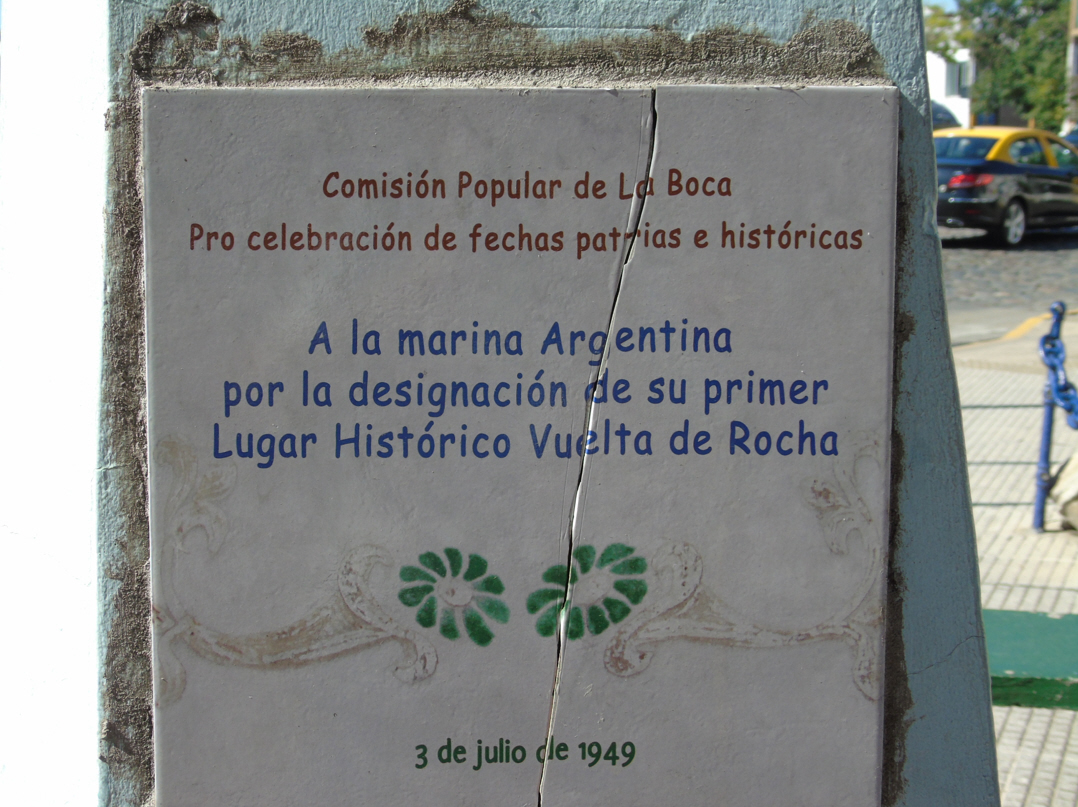 Comisión Popular de La Boca
Pro celebración de fechas patrias e históricas
A la marina Argentina
por la designación de su primer
Lugar Histórico Vuelta de Rocha
3 de julio de 1949